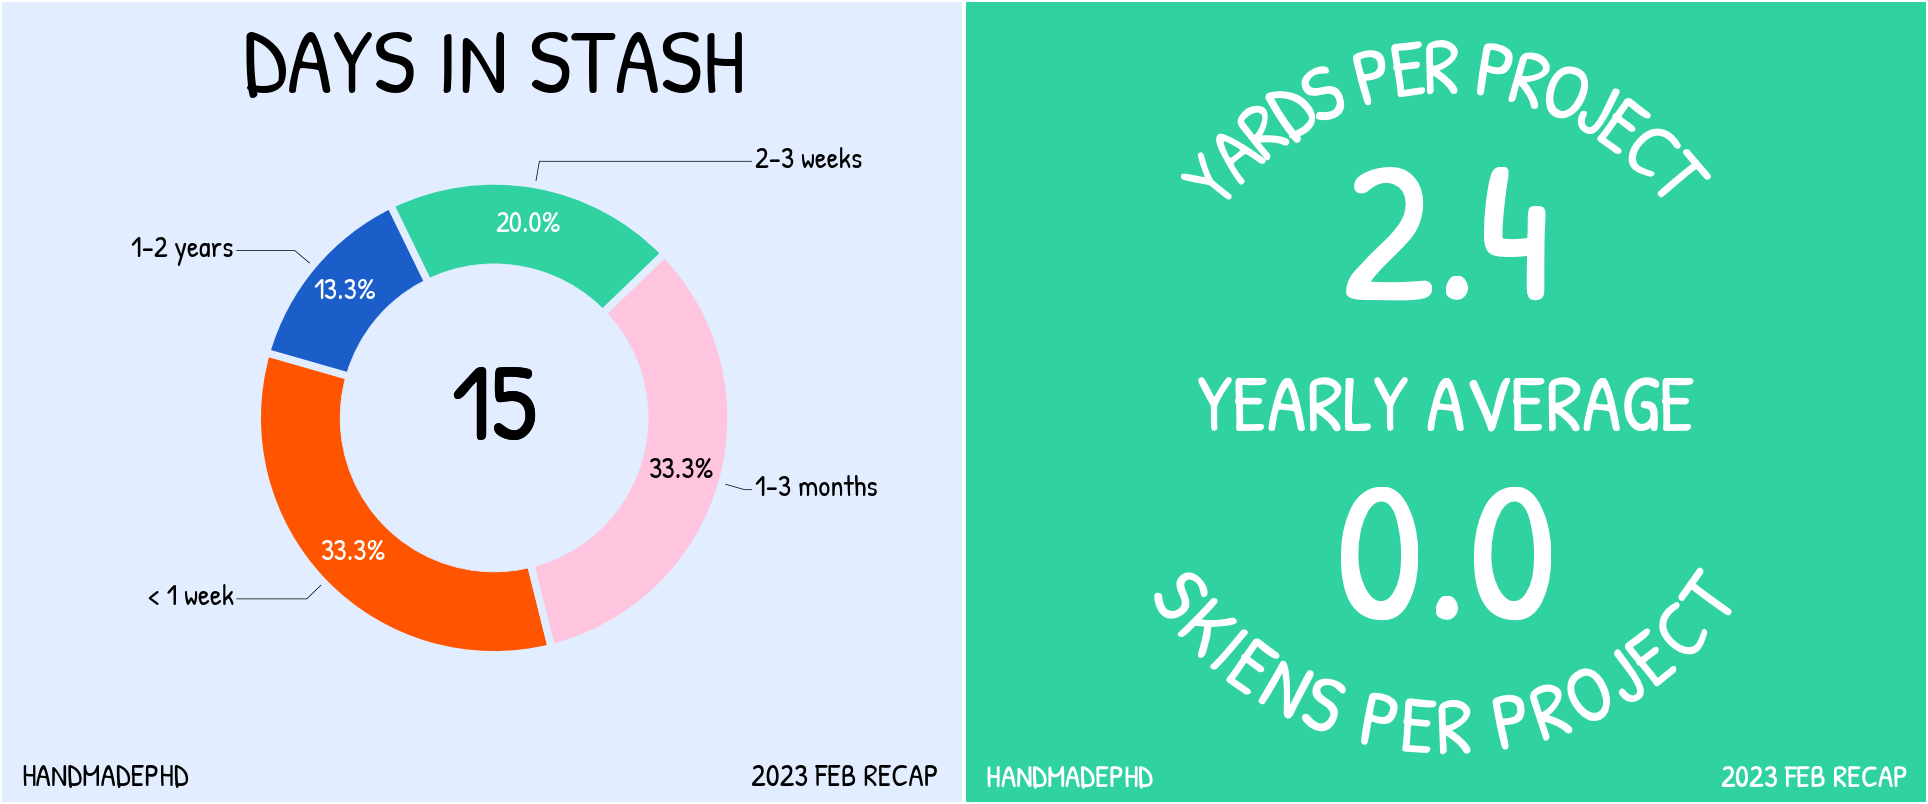 DAYS IN STASH
2-3 weeks
20.0%
1-2 years
13.3%
15
33.3%
1-3 months
33.3%
< 1 week
HANDMADEPHD
2023 FEB RECAP
YARDS PER PROJECT
2.4
YEARLY AVERAGE
0.0
SKIENS PER PROJECT
HANDMADEPHD
2023 FEB RECAP